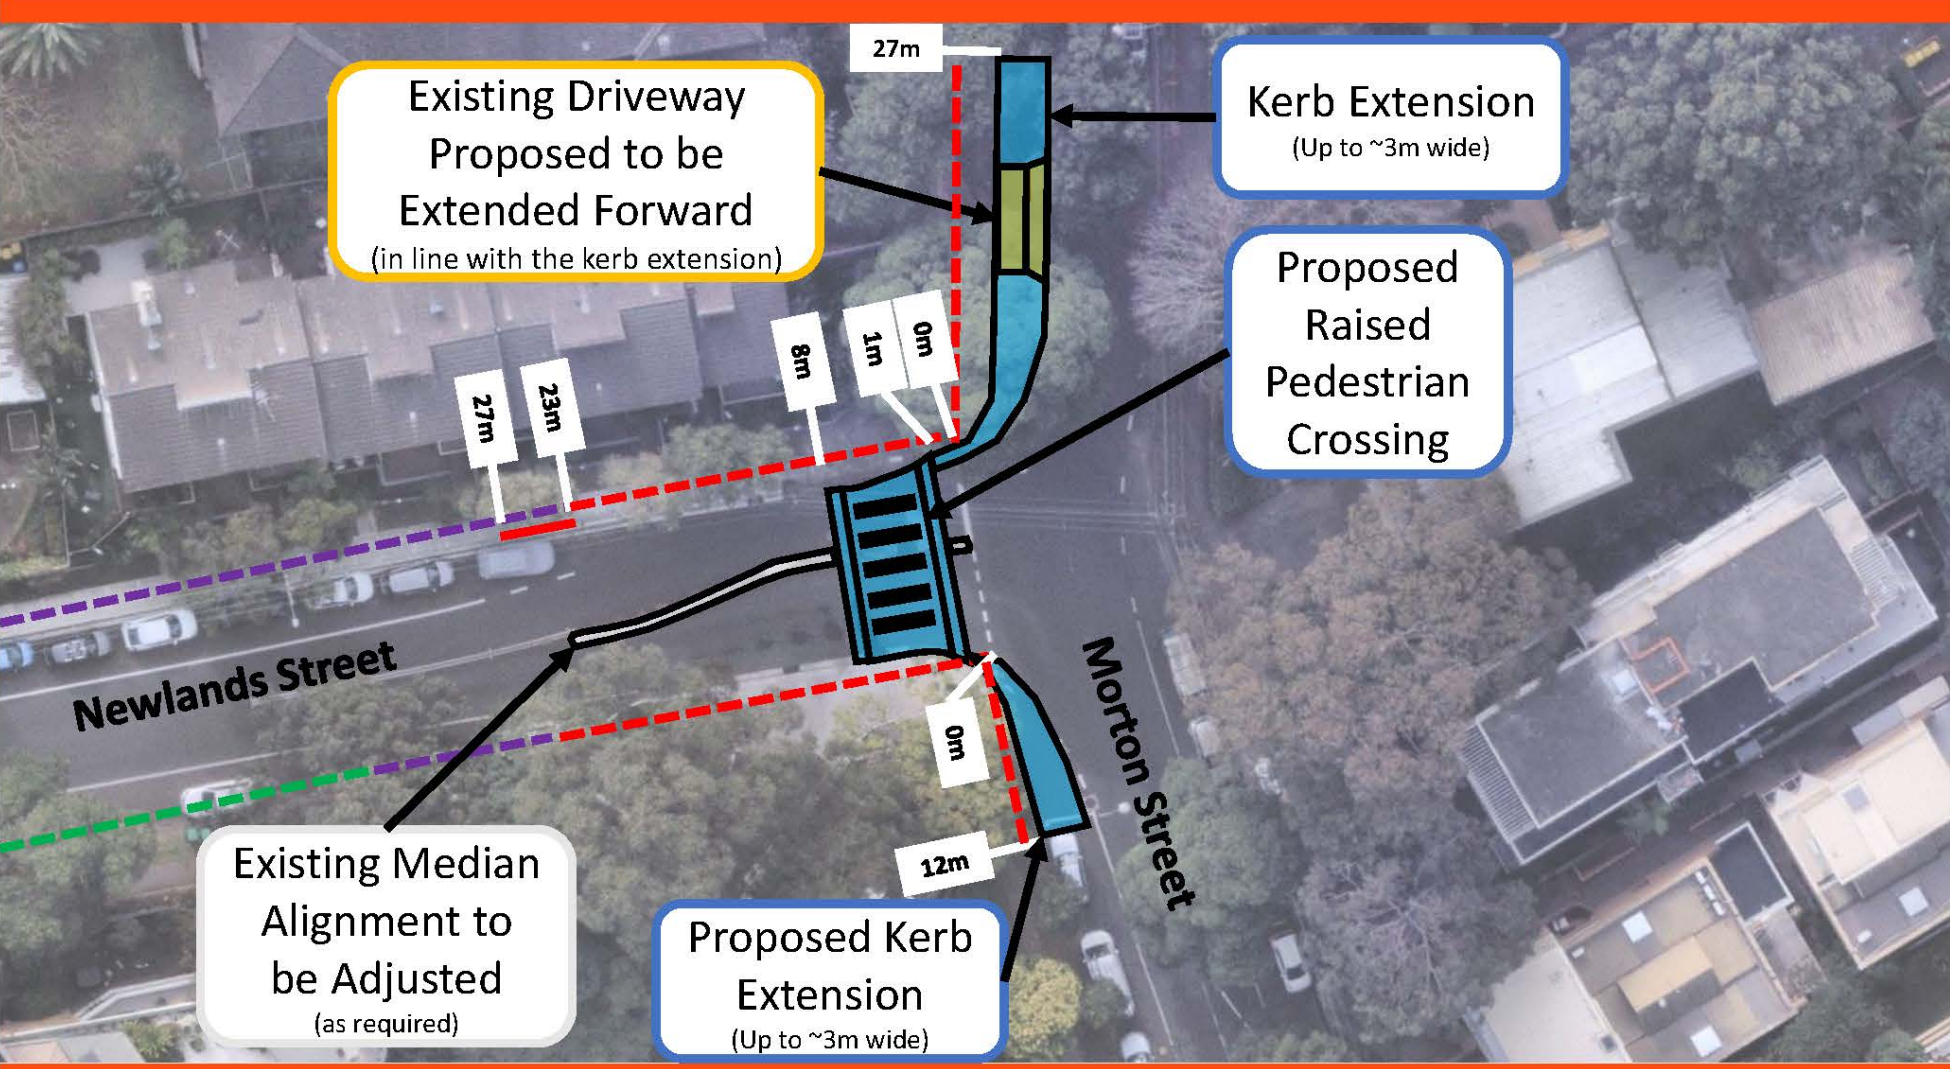 27m
Existing Driveway
Proposed to be
Extended Forward
(in line with the kerb extension)
Kerb Extension
(Up to ~3m wide)
Proposed
Raised
Pedestrian
Crossing
27m
23m
8m
1m
0m
Newlands Street
Morton Street
0m
12m
Existing Median
Alignment to
be Adjusted
(as required)
Proposed Kerb
Extension
(Up to ~3m wide)